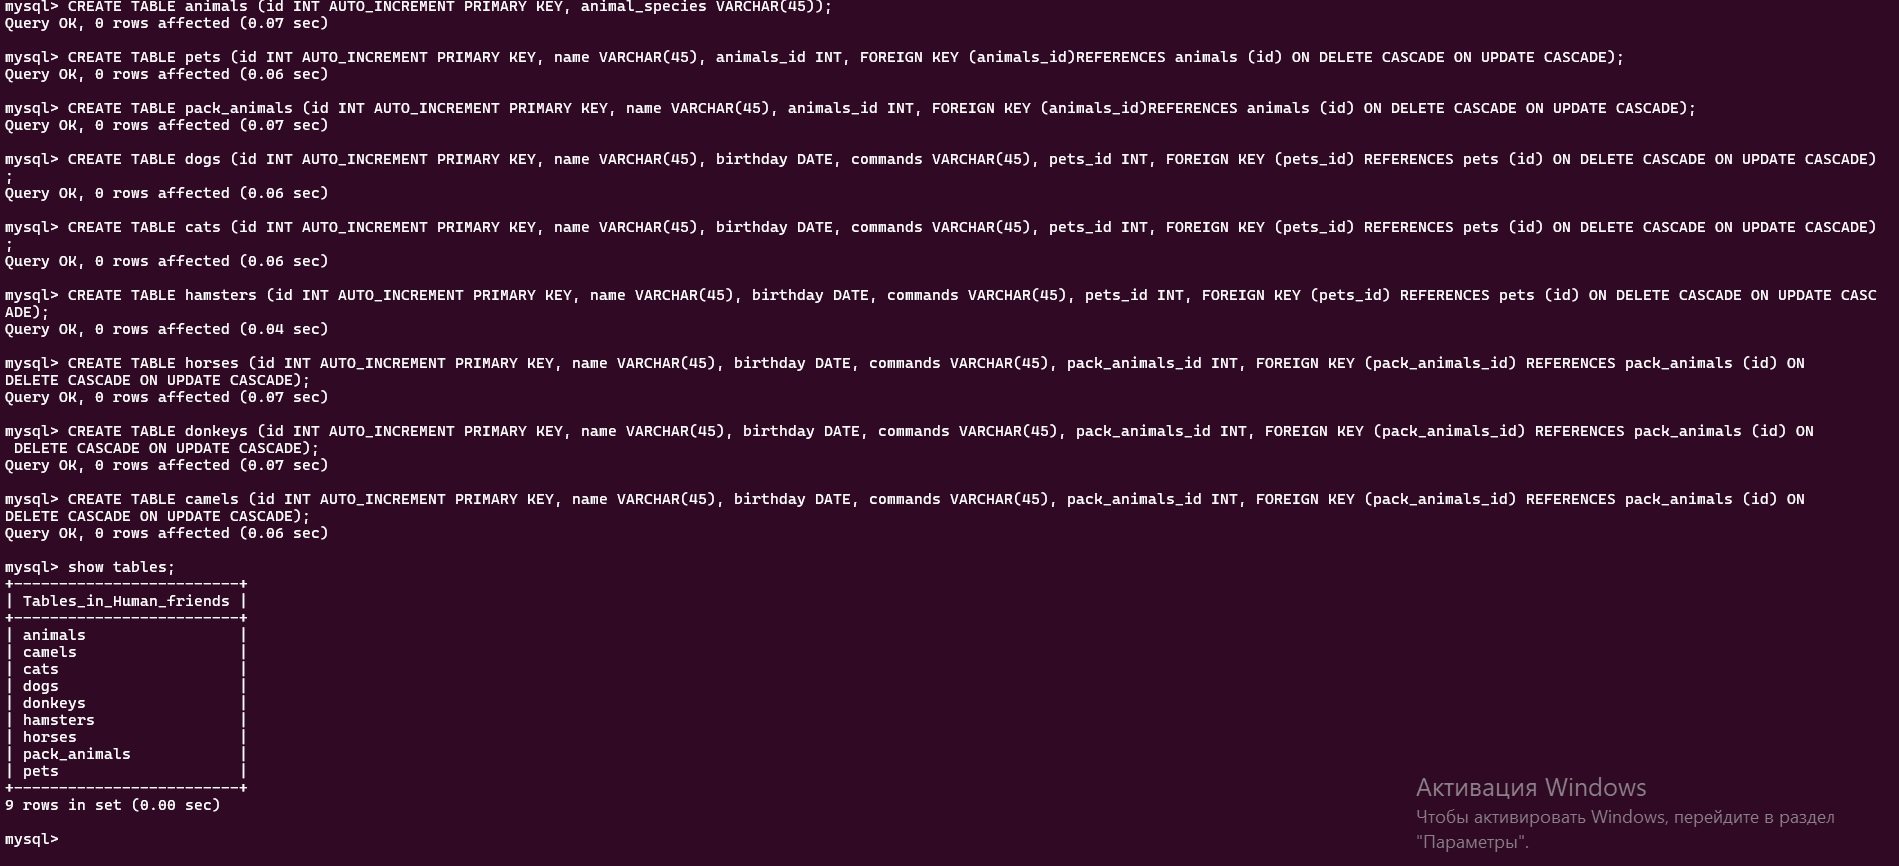 mysql> CREATE TABLE animals (id INT AUTO_INCREMENT PRIMARY KEY, animal_species VARCHAR(45));
Query OK, 0 rows affected (0.07 sec)
mysql> CREATE TABLE pets (id INT AUTO_INCREMENT PRIMARY KEY, name VARCHAR(45), animals_id INT, FOREIGN KEY (animals_id)REFERENCES animals (id) ON DELETE CASCADE ON UPDATE CASCADE);
Query OK, 0 rows affected (0.06 sec)
mysql> CREATE TABLE pack_animals (id INT AUTO_INCREMENT PRIMARY KEY, name VARCHAR(45), animals_id INT, FOREIGN KEY (animals_id)REFERENCES animals (id) ON DELETE CASCADE ON UPDATE CASCADE);
Query OK, 0 rows affected (0.07 sec)
mysql> CREATE TABLE dogs (id INT AUTO_INCREMENT PRIMARY KEY, name VARCHAR(45), birthday DATE, commands VARCHAR(45), pets_id INT, FOREIGN KEY (pets_id) REFERENCES pets (id) ON DELETE CASCADE ON UPDATE CASCADE)
;
Query OK, 0 rows affected (0.06 sec)
mysql> CREATE TABLE cats (id INT AUTO_INCREMENT PRIMARY KEY, name VARCHAR(45), birthday DATE, commands VARCHAR(45), pets_id INT, FOREIGN KEY (pets_id) REFERENCES pets (id) ON DELETE CASCADE ON UPDATE CASCADE)
;
Query OK, 0 rows affected (0.06 sec)
mysql> CREATE TABLE hamsters (id INT AUTO_INCREMENT PRIMARY KEY, name VARCHAR(45), birthday DATE, commands VARCHAR(45), pets_id INT, FOREIGN KEY (pets_id) REFERENCES pets (id) ON DELETE CASCADE ON UPDATE CASC
ADE);
Query OK, 0 rows affected (0.04 sec)
mysql> CREATE TABLE horses (id INT AUTO_INCREMENT PRIMARY KEY, name VARCHAR(45), birthday DATE, commands VARCHAR(45), pack_animals_id INT, FOREIGN KEY (pack_animals_id) REFERENCES pack_animals (id) ON
DELETE CASCADE ON UPDATE CASCADE);
Query OK, 0 rows affected (0.07 sec)
mysql> CREATE TABLE donkeys (id INT AUTO_INCREMENT PRIMARY KEY, name VARCHAR(45), birthday DATE, commands VARCHAR(45), pack_animals_id INT, FOREIGN KEY (pack_animals_id) REFERENCES pack_animals (id) ON
 DELETE CASCADE ON UPDATE CASCADE);
Query OK, 0 rows affected (0.07 sec)
mysql> CREATE TABLE camels (id INT AUTO_INCREMENT PRIMARY KEY, name VARCHAR(45), birthday DATE, commands VARCHAR(45), pack_animals_id INT, FOREIGN KEY (pack_animals_id) REFERENCES pack_animals (id) ON
DELETE CASCADE ON UPDATE CASCADE);
Query OK, 0 rows affected (0.06 sec)
mysql> show tables;
+-------------------------+
| Tables_in_Human_friends |
+-------------------------+
| animals                 |
| camels                  |
| cats                    |
| dogs                    |
| donkeys                 |
| hamsters                |
| horses                  |
| pack_animals            |
| pets                    |
+-------------------------+
9 rows in set (0.00 sec)
mysql>
Активация Windows
Чтобы активировать Windows, перейдите в раздел
"Параметры".